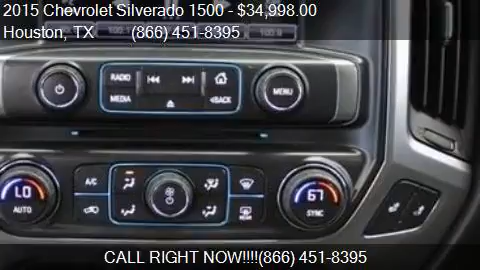 2015 Chevrolet Silverado 1500 - $34,998.00
Houston, TX (866) 451-8395
RADIO
MEDIA
<BACK
MENU
A/C
LO
AUTO
67
SYNC
REAR
CALL RIGHT NOW!!!!(866) 451-8395